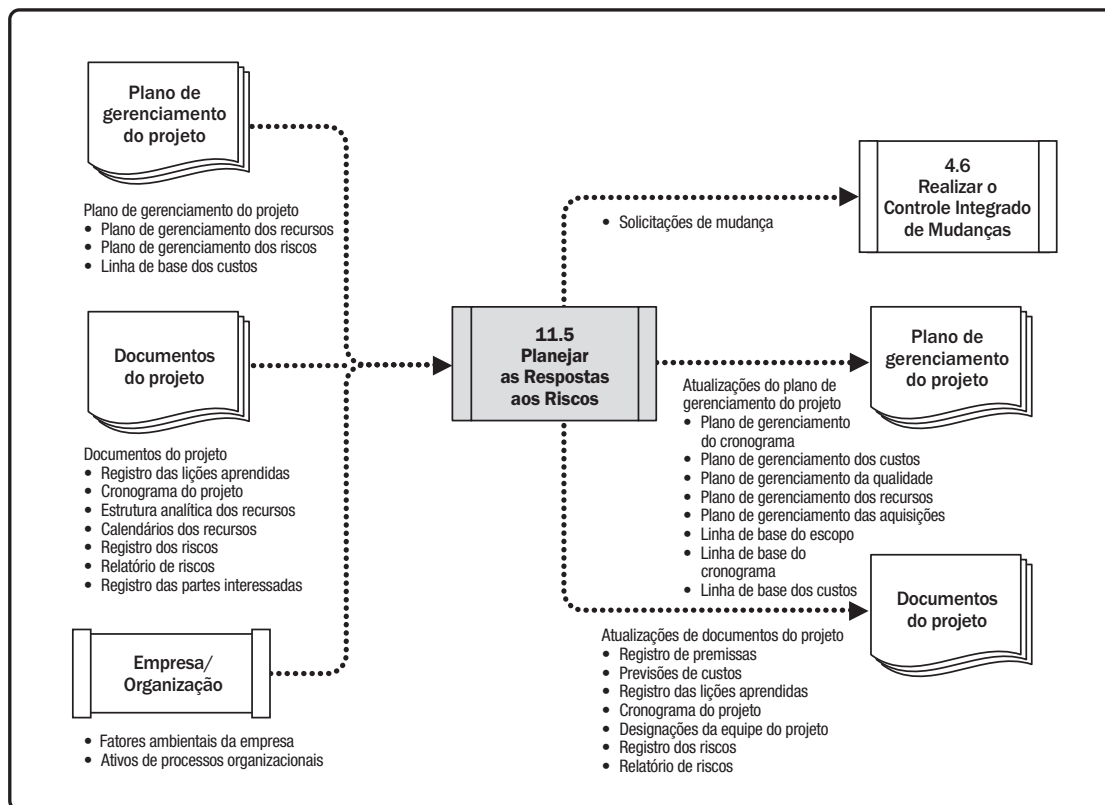 Plano de
gerenciamento
do projeto
Plano de gerenciamento do projeto
• Plano de gerenciamento dos recursos
• Plano de gerenciamento dos riscos
• Linha de base dos custos
Documentos
do projeto
Documentos do projeto
• Registro das lições aprendidas
• Cronograma do projeto
• Estrutura analítica dos recursos
• Calendários dos recursos
• Registro dos riscos
• Relatório de riscos
• Registro das partes interessadas
Empresa/
Organização
• Fatores ambientais da empresa
• Ativos de processos organizacionais
11.5
Planejar
as Respostas
aos Riscos
• Solicitações de mudança
4.6
Realizar o
Controle Integrado
de Mudanças
Plano de
gerenciamento
do projeto
Atualizações do plano de
gerenciamento do projeto
• Plano de gerenciamento
do cronograma
• Plano de gerenciamento dos custos
• Plano de gerenciamento da qualidade
• Plano de gerenciamento dos recursos
• Plano de gerenciamento das aquisições
• Linha de base do escopo
• Linha de base do
cronograma
• Linha de base dos custos
Documentos
do projeto
Atualizações de documentos do projeto
• Registro de premissas
• Previsões de custos
• Registro das lições aprendidas
• Cronograma do projeto
• Designações da equipe do projeto
• Registro dos riscos
• Relatório de riscos